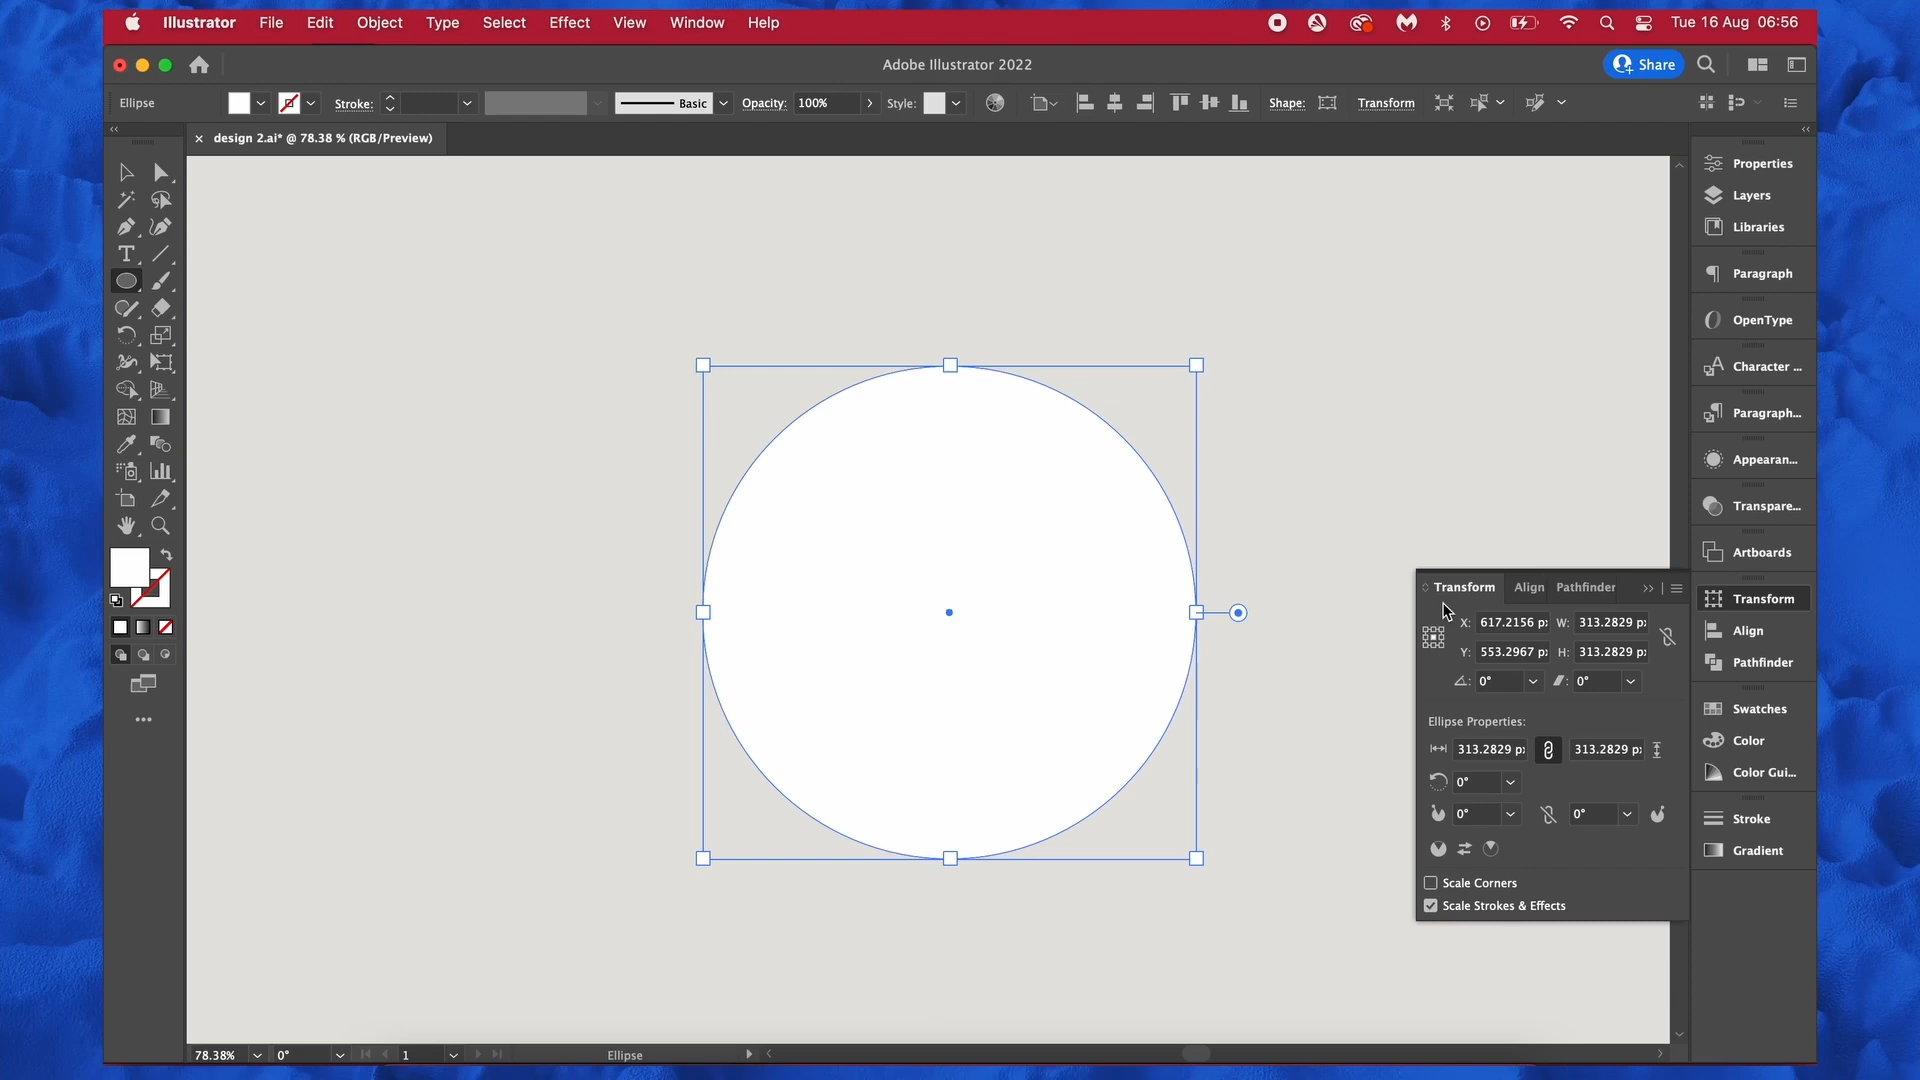 Illustrator File Edit Object Type Select Effect View Window Help Tue 16 Aug 06:56
Adobe Illustrator 2022 Share
Ellipse Stroke: Basic Opacity: 100% Style: Shape: Transform
design 2.ai* @ 78.38 % (RGB/Preview)
Properties
Layers
Libraries
Paragraph
OpenType
Character ...
Paragraph...
Appearan...
Transpare...
Artboards
Transform
Align
Pathfinder
Swatches
Color
Color Gui...
Stroke
Gradient
Transform Align Pathfinder
X: 617.2156 p W: 313.2829 p
Y: 553.2967 p H: 313.2829 p
0° 0°
Ellipse Properties:
313.2829 p 313.2829 p
0°
0° 0°
Scale Corners
Scale Strokes & Effects
78.38% 0° 1 Ellipse